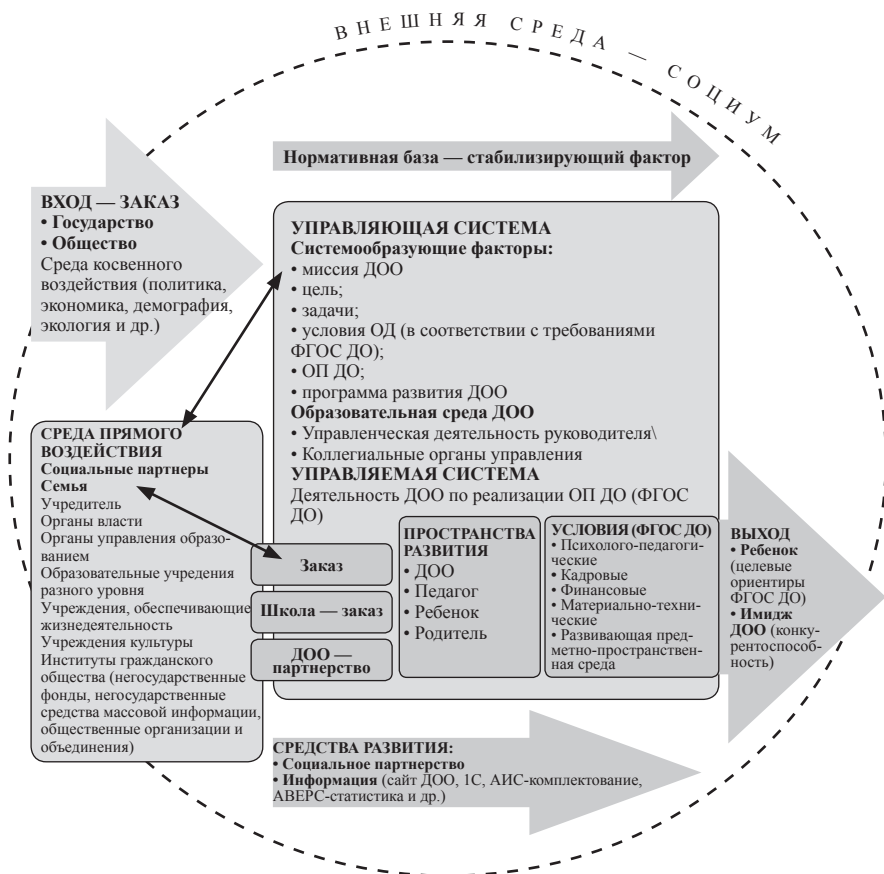 ВНЕШНЯЯ СРЕДА — СОЦИУМ
Нормативная база — стабилизирующий фактор
ВХОД — ЗАКАЗ
• Государство
• Общество
Среда косвенного
воздействия (политика,
экономика, демография,
экология и др.)
УПРАВЛЯЮЩАЯ СИСТЕМА
Системообразующие факторы:
• миссия ДОО
• цель;
• задачи;
• условия ОД (в соответствии с требованиями
ФГОС ДО);
• ОП ДО;
• программа развития ДОО
Образовательная среда ДОО
• Управленческая деятельность руководителя\
• Коллегиальные органы управления
УПРАВЛЯЕМАЯ СИСТЕМА
Деятельность ДОО по реализации ОП ДО (ФГОС
ДО)
СРЕДА ПРЯМОГО
ВОЗДЕЙСТВИЯ
Социальные партнеры
Семья
Учредитель
Органы власти
Органы управления образо-
ванием
Образовательные учредения
разного уровня
Учреждения, обеспечивающие
жизнедеятельность
Учреждения культуры
Институты гражданского
общества (негосударственные
фонды, негосударственные
средства массовой информации,
общественные организации и
объединения)
Заказ
Школа — заказ
ДОО —
партнерство
ПРОСТРАНСТВА
РАЗВИТИЯ
• ДОО
• Педагог
• Ребенок
• Родитель
УСЛОВИЯ (ФГОС ДО)
• Психолого-педагоги-
ческие
• Кадровые
• Финансовые
• Материально-техни-
ческие
• Развивающая пред-
метно-пространствен-
ная среда
ВЫХОД
• Ребенок
(целевые
ориентиры
ФГОС ДО)
• Имидж
ДОО (конку-
рентоспособ-
ность)
СРЕДСТВА РАЗВИТИЯ:
• Социальное партнерство
• Информация (сайт ДОО, 1С, АИС-комплектование,
АВЕРС-статистика и др.)